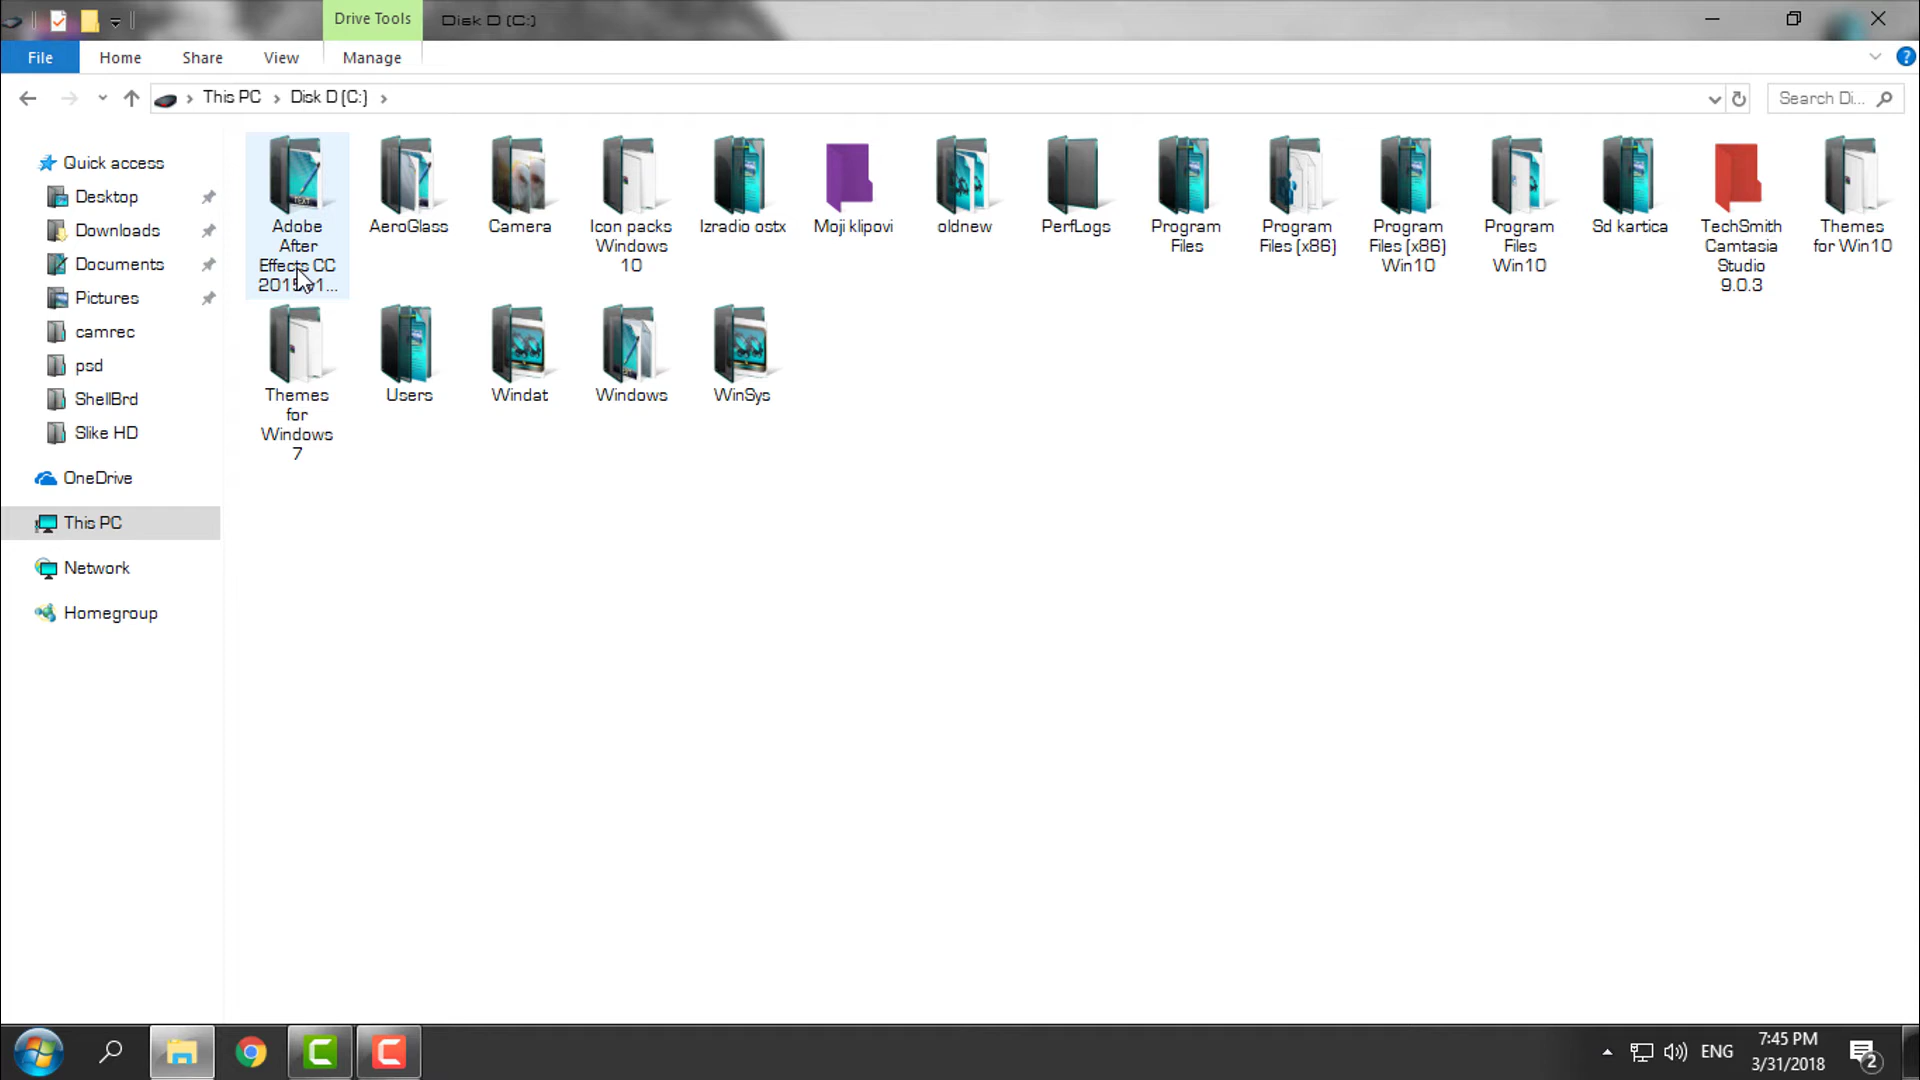 Drive Tools
Disk D (C:)
File
Home
Share
View
Manage
This PC
Disk D (C:)
Search Di...
Quick access
Desktop
Downloads
Documents
Pictures
camrec
psd
ShellBrd
Slike HD
OneDrive
This PC
Network
Homegroup
Adobe
After
Effects CC
2015 v1...
AeroGlass
Camera
Icon packs
Windows
10
Izradio ostx
Moji klipovi
oldnew
PerfLogs
Program
Files
Program
Files (x86)
Program
Files (x86)
Win10
Program
Files
Win10
Sd kartica
TechSmith
Camtasia
Studio
9.0.3
Themes
for Win10
Themes
for
Windows
7
Users
Windat
Windows
WinSys
ENG
7:45 PM
3/31/2018
2